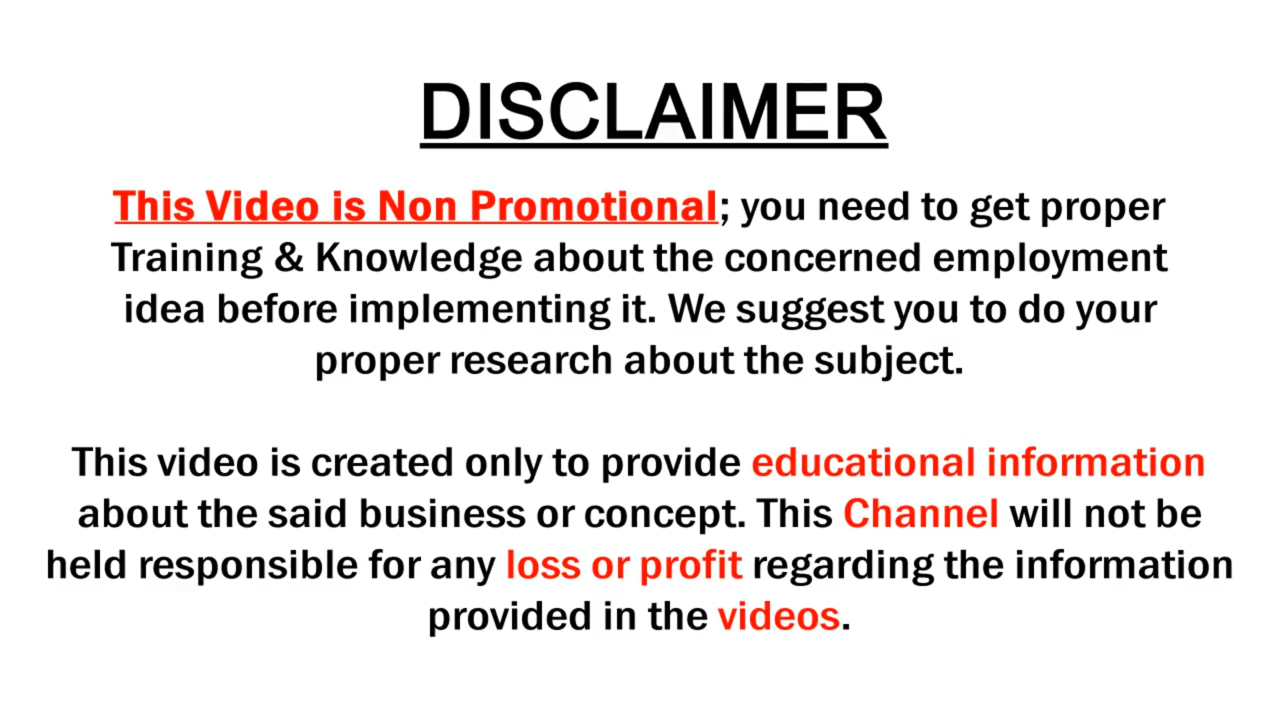 DISCLAIMER
This Video is Non Promotional; you need to get proper
Training & Knowledge about the concerned employment
idea before implementing it. We suggest you to do your
proper research about the subject.
This video is created only to provide educational information
about the said business or concept. This Channel will not be
held responsible for any loss or profit regarding the information
provided in the videos.